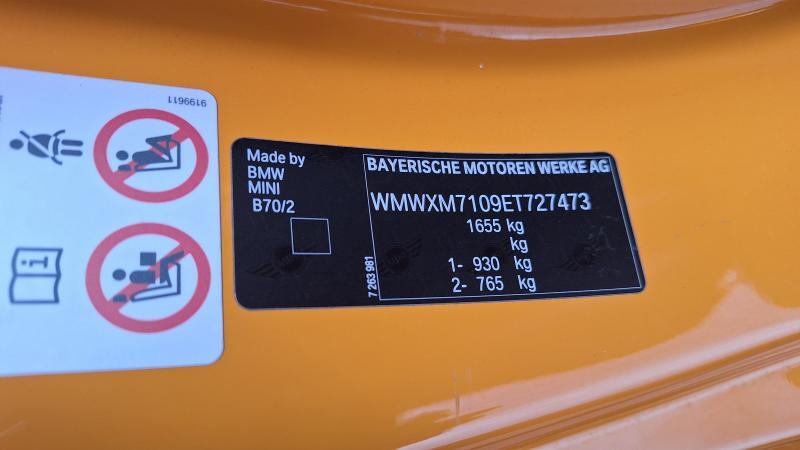 9199611
Made by
BMW
MINI
B70/2
7 263 981
BAYERISCHE MOTOREN WERKE AG
WMWXM7109ET727473
1655 kg
kg
1- 930 kg
2- 765 kg